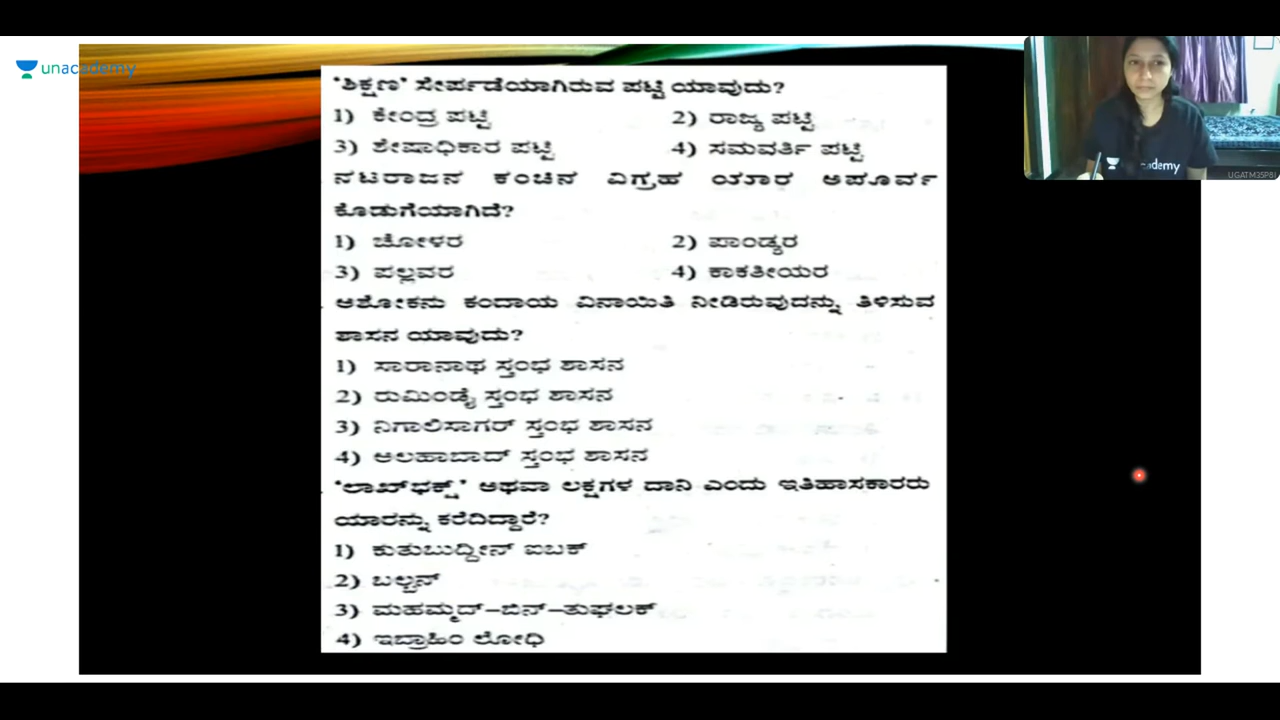 unacademy
'ಶಿಕ್ಷಣ' ಸೇರ್ಪಡೆಯಾಗಿರುವ ಪಟ್ಟಿ ಯಾವುದು?
1) ಕೇಂದ್ರ ಪಟ್ಟಿ 2) ರಾಜ್ಯ ಪಟ್ಟಿ
3) ಶೇಷಾಧಿಕಾರ ಪಟ್ಟಿ 4) ಸಮವರ್ತಿ ಪಟ್ಟಿ
ನಟರಾಜನ ಕಂಚಿನ ವಿಗ್ರಹ ಯಾರ ಅಪೂರ್ವ
ಕೊಡುಗೆಯಾಗಿದೆ?
1) ಚೋಳರ 2) ಪಾಂಡ್ಯರ
3) ಪಲ್ಲವರ 4) ಕಾಕತೀಯರ
ಅಶೋಕನು ಕಂದಾಯ ವಿನಾಯಿತಿ ನೀಡಿರುವುದನ್ನು ತಿಳಿಸುವ
ಶಾಸನ ಯಾವುದು?
1) ಸಾರಾನಾಥ ಸ್ತಂಭ ಶಾಸನ
2) ರುಮಿಂಡೈ ಸ್ತಂಭ ಶಾಸನ
3) ನಿಗಾಲಿಸಾಗರ್ ಸ್ತಂಭ ಶಾಸನ
4) ಅಲಹಾಬಾದ್ ಸ್ತಂಭ ಶಾಸನ
'ಲಾಖ್‌ಭಕ್ಷ್' ಅಥವಾ ಲಕ್ಷಗಳ ದಾನಿ ಎಂದು ಇತಿಹಾಸಕಾರರು
ಯಾರನ್ನು ಕರೆದಿದ್ದಾರೆ?
1) ಕುತುಬುದ್ದೀನ್ ಐಬಕ್
2) ಬಲ್ಬನ್
3) ಮಹಮ್ಮದ್-ಬಿನ್-ತುಘಲಕ್
4) ಇಬ್ರಾಹಿಂ ಲೋಧಿ
unacademy
UGATM3SP8I